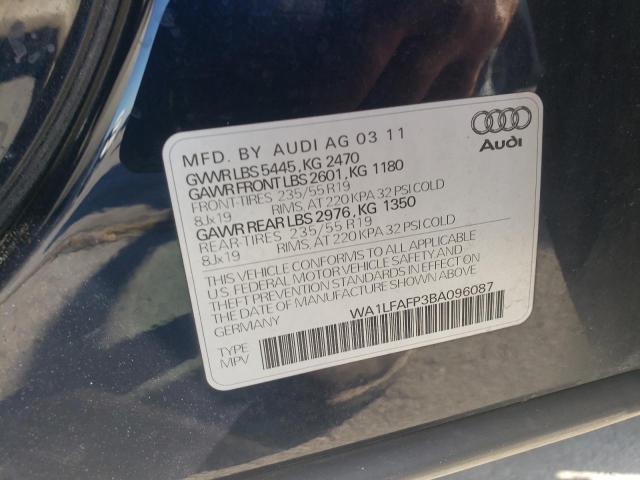 MFD. BY AUDI AG 03 11
GVWR LBS 5445, KG 2470
GAWR FRONT LBS 2601, KG 1180
FRONT-TIRES 235/55 R19
8Jx19 RIMS, AT 220 KPA 32 PSI COLD
GAWR REAR LBS 2976, KG 1350
REAR-TIRES 235/55 R19
8Jx19 RIMS, AT 220 KPA 32 PSI COLD
THIS VEHICLE CONFORMS TO ALL APPLICABLE
U.S. FEDERAL MOTOR VEHICLE SAFETY AND
THEFT PREVENTION STANDARDS IN EFFECT ON
THE DATE OF MANUFACTURE SHOWN ABOVE.
GERMANY
WA1LFAFP3BA096087
TYPE
MPV
Audi